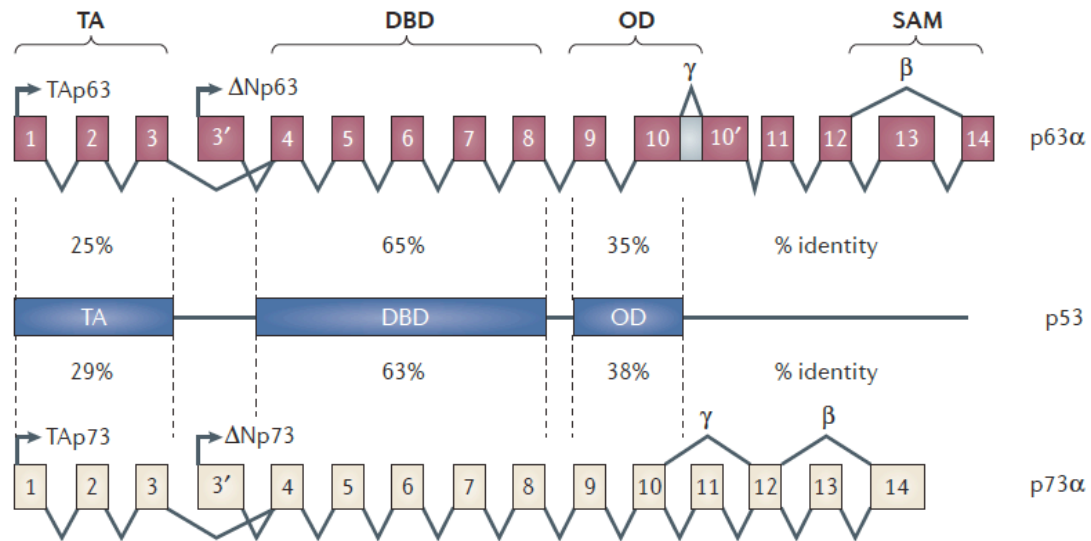 TA DBD OD SAM
γ β
TAp63 ΔNp63
1 2 3 3′ 4 5 6 7 8 9 10 10′ 11 12 13 14 p63α
25% 65% 35% % identity
TA DBD OD p53
29% 63% 38% % identity
γ β
TAp73 ΔNp73
1 2 3 3′ 4 5 6 7 8 9 10 11 12 13 14 p73α